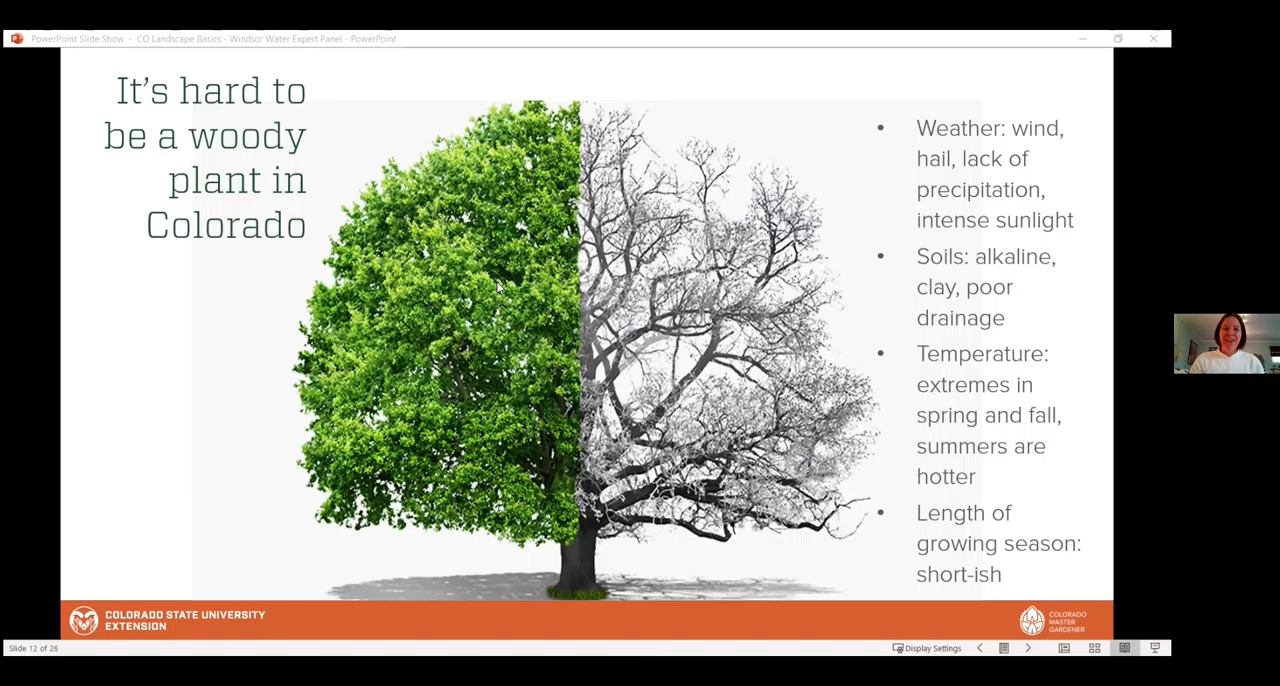 PowerPoint Slide Show - CO Landscape Basics - Windsor Water Expert Panel - PowerPoint
It's hard to
be a woody
plant in
Colorado
• Weather: wind,
hail, lack of
precipitation,
intense sunlight
• Soils: alkaline,
clay, poor
drainage
• Temperature:
extremes in
spring and fall,
summers are
hotter
• Length of
growing season:
short-ish
COLORADO STATE UNIVERSITY
EXTENSION
COLORADO
MASTER
GARDENER
Slide 12 of 26
Display Settings